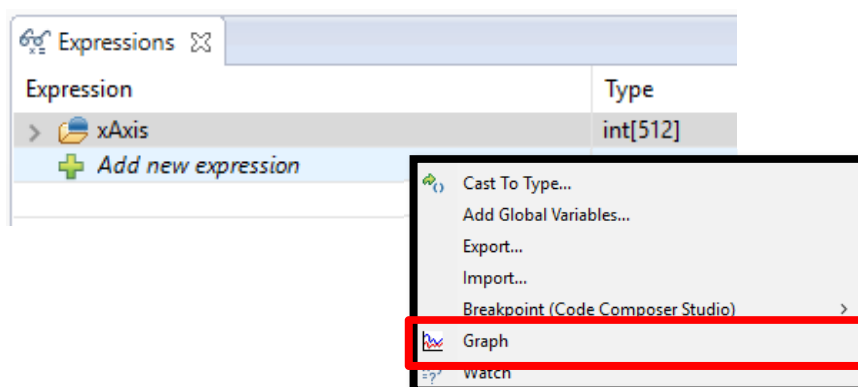 Expressions
Expression Type
xAxis int[512]
Add new expression
Cast To Type...
Add Global Variables...
Export...
Import...
Breakpoint (Code Composer Studio)
Graph
Watch